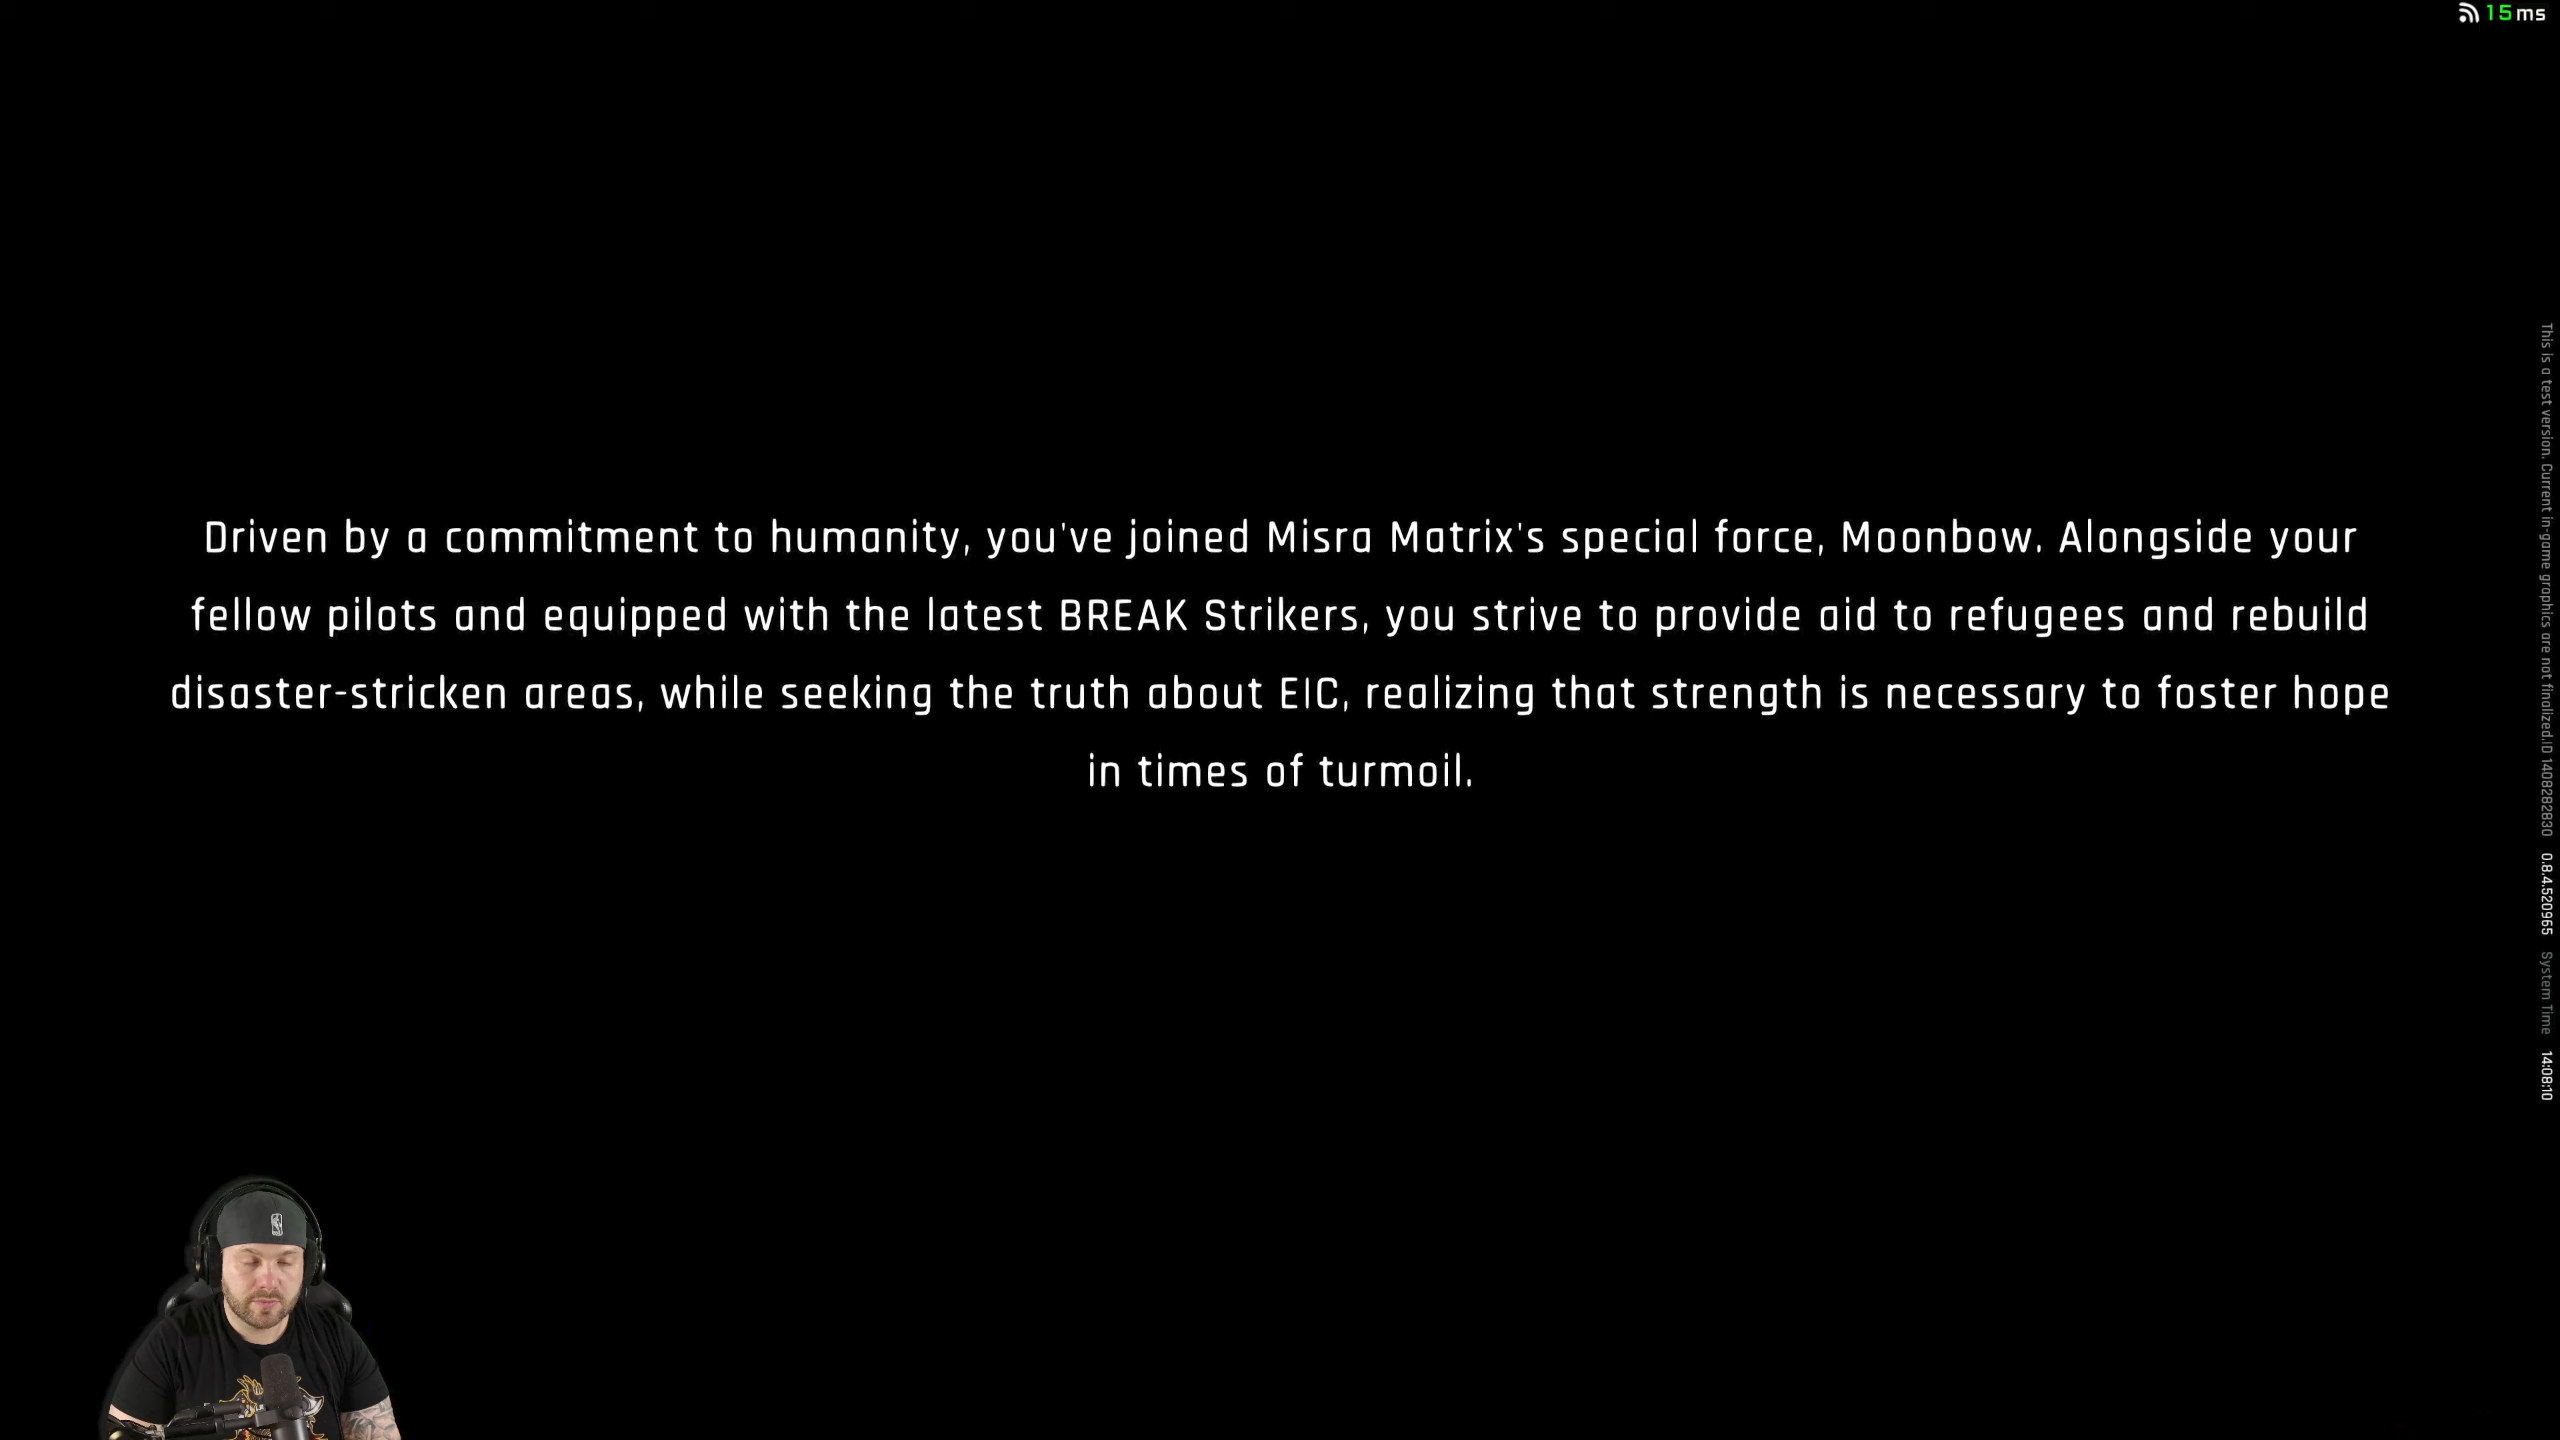 15 ms
Driven by a commitment to humanity, you've joined Misra Matrix's special force, Moonbow. Alongside your
fellow pilots and equipped with the latest BREAK Strikers, you strive to provide aid to refugees and rebuild
disaster-stricken areas, while seeking the truth about EIC, realizing that strength is necessary to foster hope
in times of turmoil.
This is a test version. Current in-game graphics are not finalized.ID 1408282830 0.8.4.520965 System Time 14:08:10